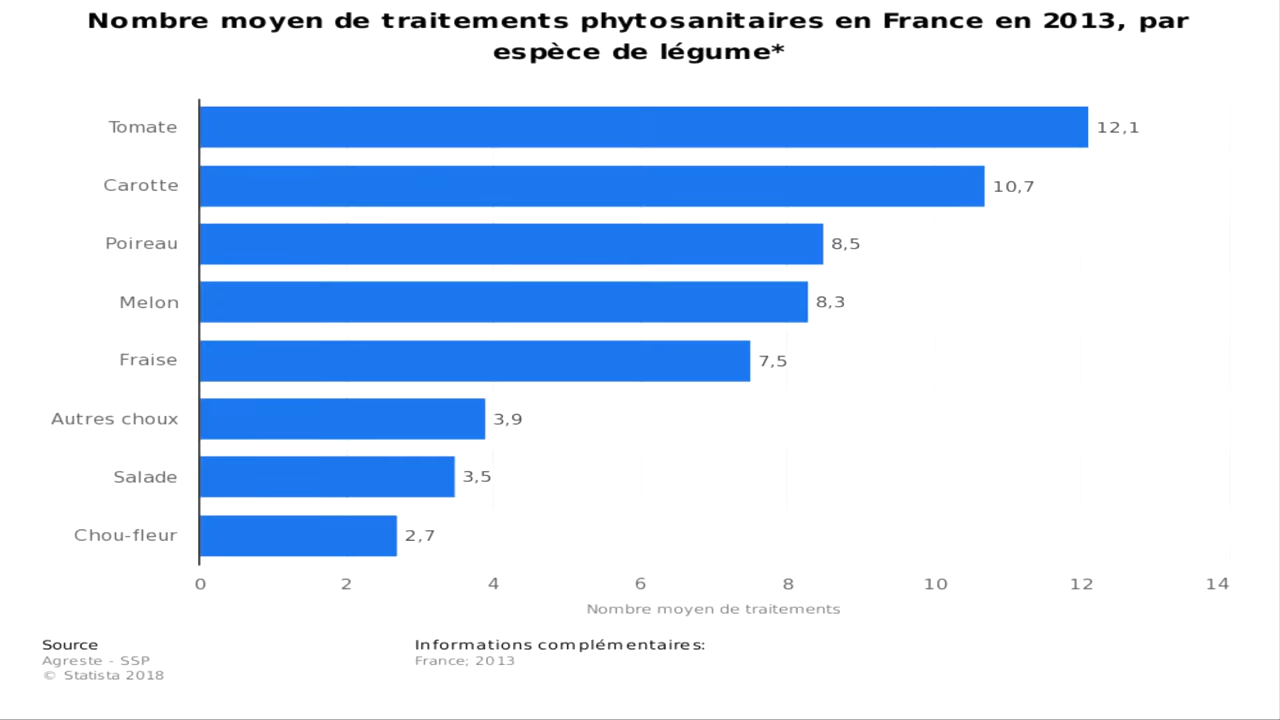 Nombre moyen de traitements phytosanitaires en France en 2013, par
espèce de légume*
Tomate 12,1
Carotte 10,7
Poireau 8,5
Melon 8,3
Fraise 7,5
Autres choux 3,9
Salade 3,5
Chou-fleur 2,7
0 2 4 6 8 10 12 14
Nombre moyen de traitements
Source
Agreste - SSP
© Statista 2018
Informations complémentaires:
France; 2013